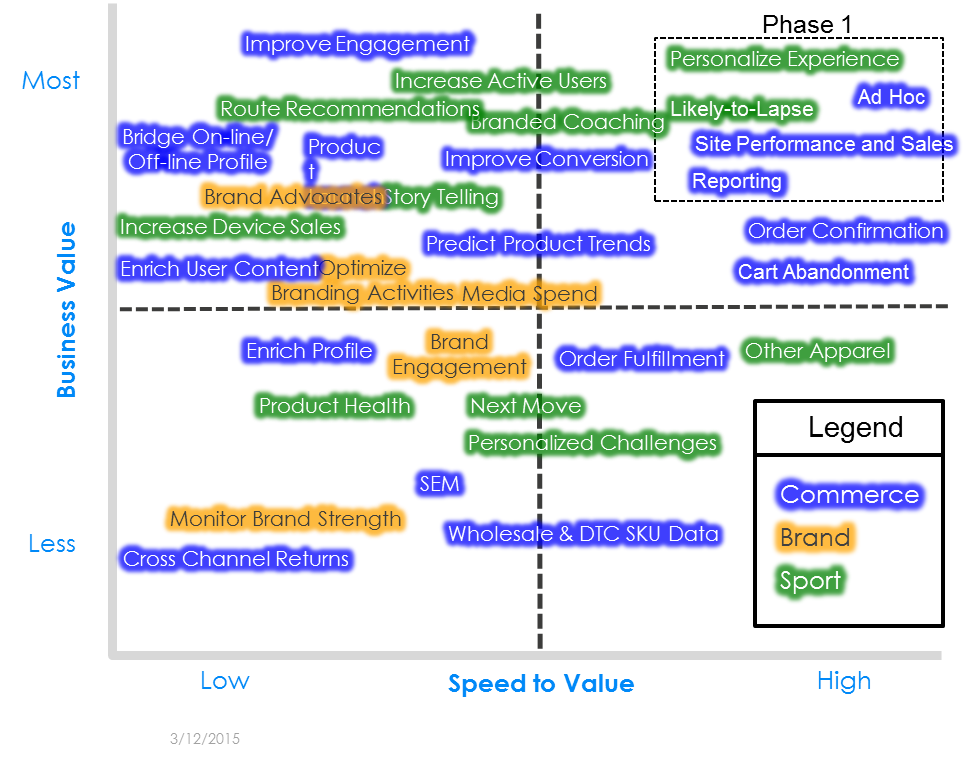 Phase 1
Improve Engagement
Personalize Experience
Most
Increase Active Users
Ad Hoc
Route Recommendations
Likely-to-Lapse
Branded Coaching
Bridge On-line/
Off-line Profile
Produc
t
Site Performance and Sales
Improve Conversion
Reporting
Brand Advocates
Story Telling
Increase Device Sales
Order Confirmation
Predict Product Trends
Enrich User Content
Optimize
Cart Abandonment
Branding Activities
Media Spend
Business Value
Enrich Profile
Brand
Engagement
Order Fulfillment
Other Apparel
Product Health
Next Move
Personalized Challenges
Legend
Commerce
Brand
Sport
SEM
Monitor Brand Strength
Wholesale & DTC SKU Data
Less
Cross Channel Returns
Low
Speed to Value
High
3/12/2015